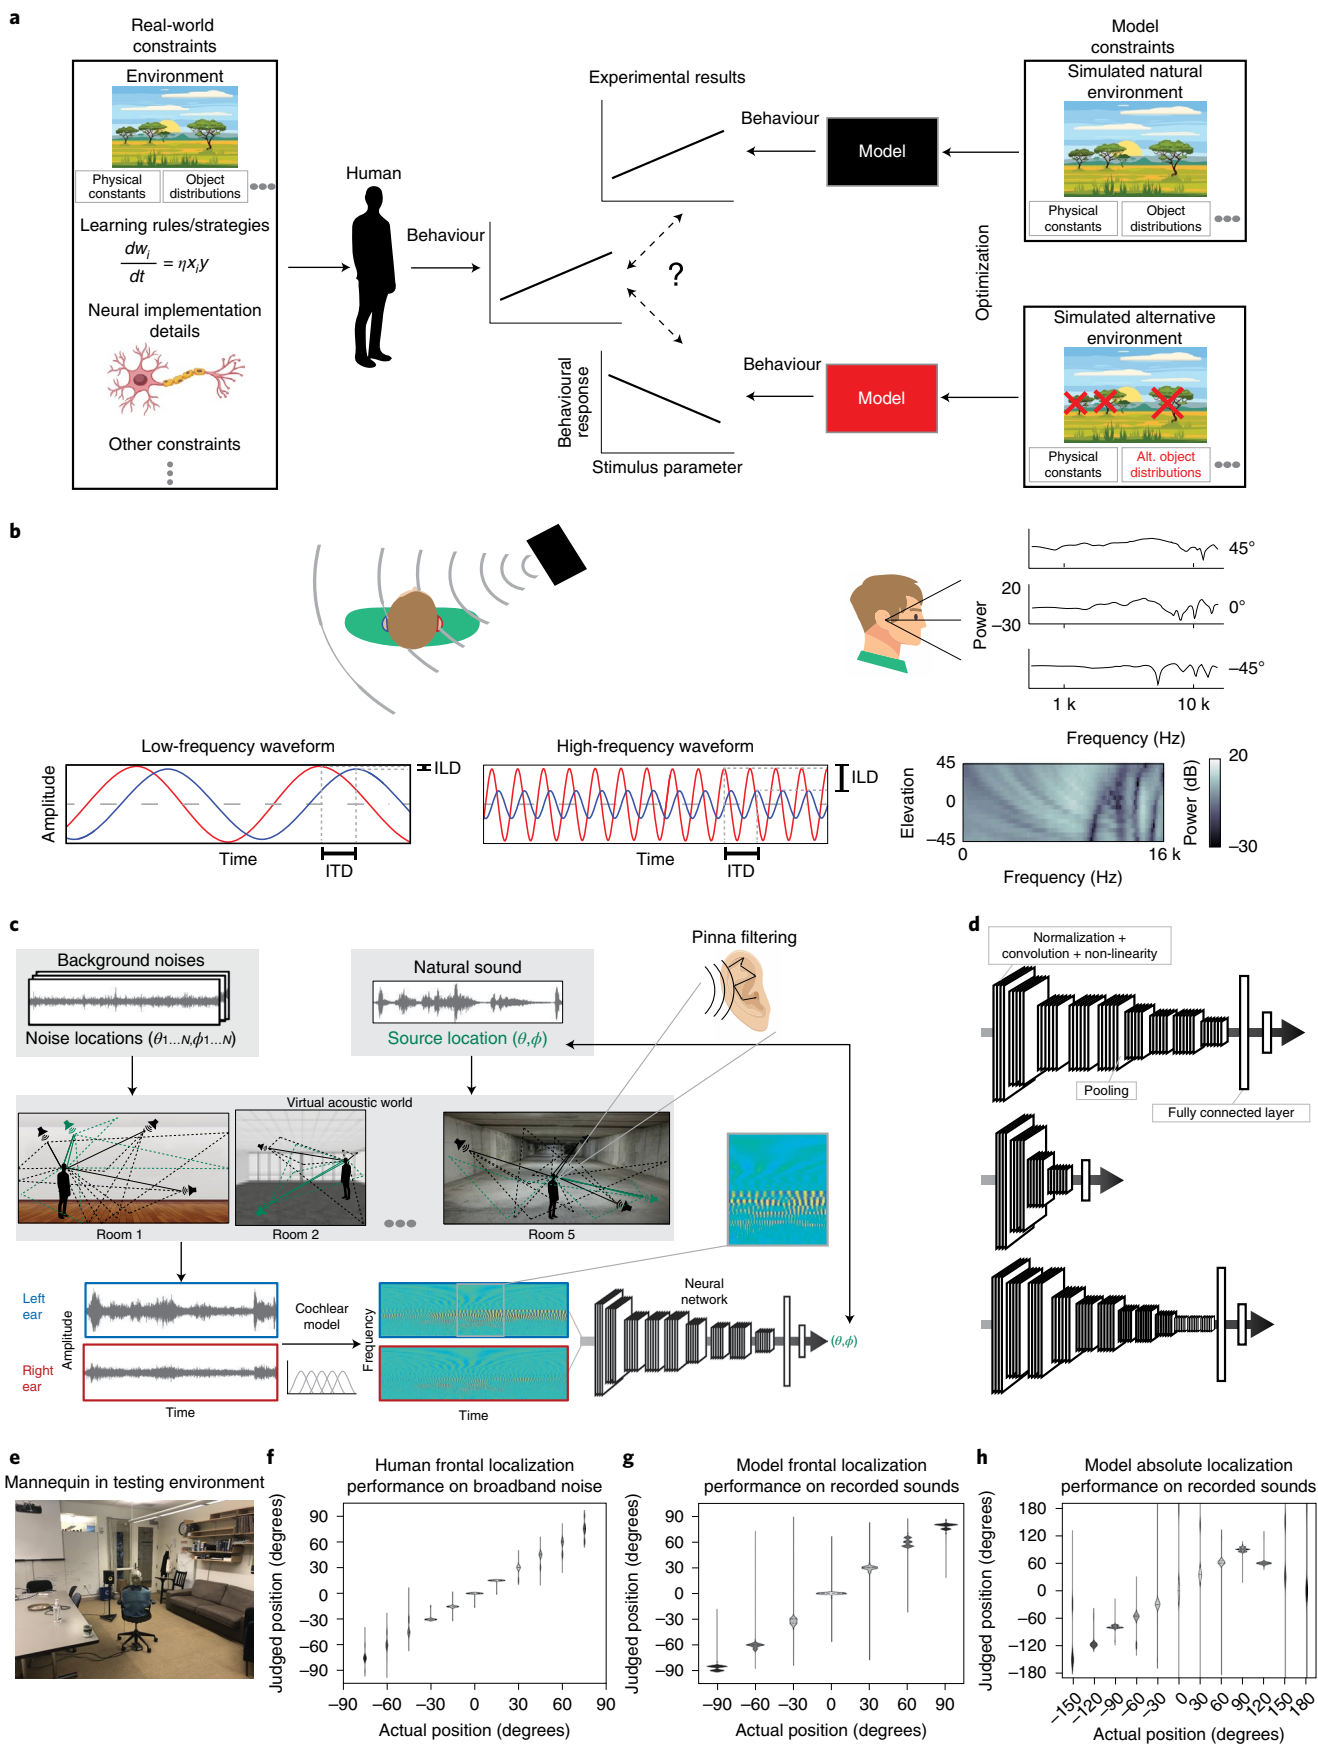 a
Real-world
constraints
Environment
Physical
constants
Object
distributions
Learning rules/strategies
dwi
dt
= ηxiy
Neural implementation
details
Other constraints
Human
Behaviour
Experimental results
?
Behavioural
response
Stimulus parameter
Behaviour
Model
Behaviour
Model
Optimization
Model
constraints
Simulated natural
environment
Physical
constants
Object
distributions
Simulated alternative
environment
Physical
constants
Alt. object
distributions
b
Low-frequency waveform
Amplitude
Time
ILD
ITD
High-frequency waveform
Time
ILD
ITD
Power
20
–30
45°
0°
–45°
1 k
10 k
Frequency (Hz)
Elevation
45
0
–45
0
16 k
Frequency (Hz)
Power (dB)
20
–30
c
Background noises
Noise locations (θ1...N,ϕ1...N)
Natural sound
Source location (θ,ϕ)
Pinna filtering
Virtual acoustic world
Room 1
Room 2
Room 5
Left
ear
Right
ear
Amplitude
Time
Cochlear
model
Frequency
Time
Neural
network
(θ,ϕ)
d
Normalization +
convolution + non-linearity
Pooling
Fully connected layer
e
Mannequin in testing environment
f
Human frontal localization
performance on broadband noise
Judged position (degrees)
90
60
30
0
–30
–60
–90
–90
–60
–30
0
30
60
90
Actual position (degrees)
g
Model frontal localization
performance on recorded sounds
Judged position (degrees)
90
60
30
0
–30
–60
–90
–90
–60
–30
0
30
60
90
Actual position (degrees)
h
Model absolute localization
performance on recorded sounds
Judged position (degrees)
180
120
60
0
–60
–120
–180
–150
–120
–90
–60
–30
0
30
60
90
120
150
180
Actual position (degrees)